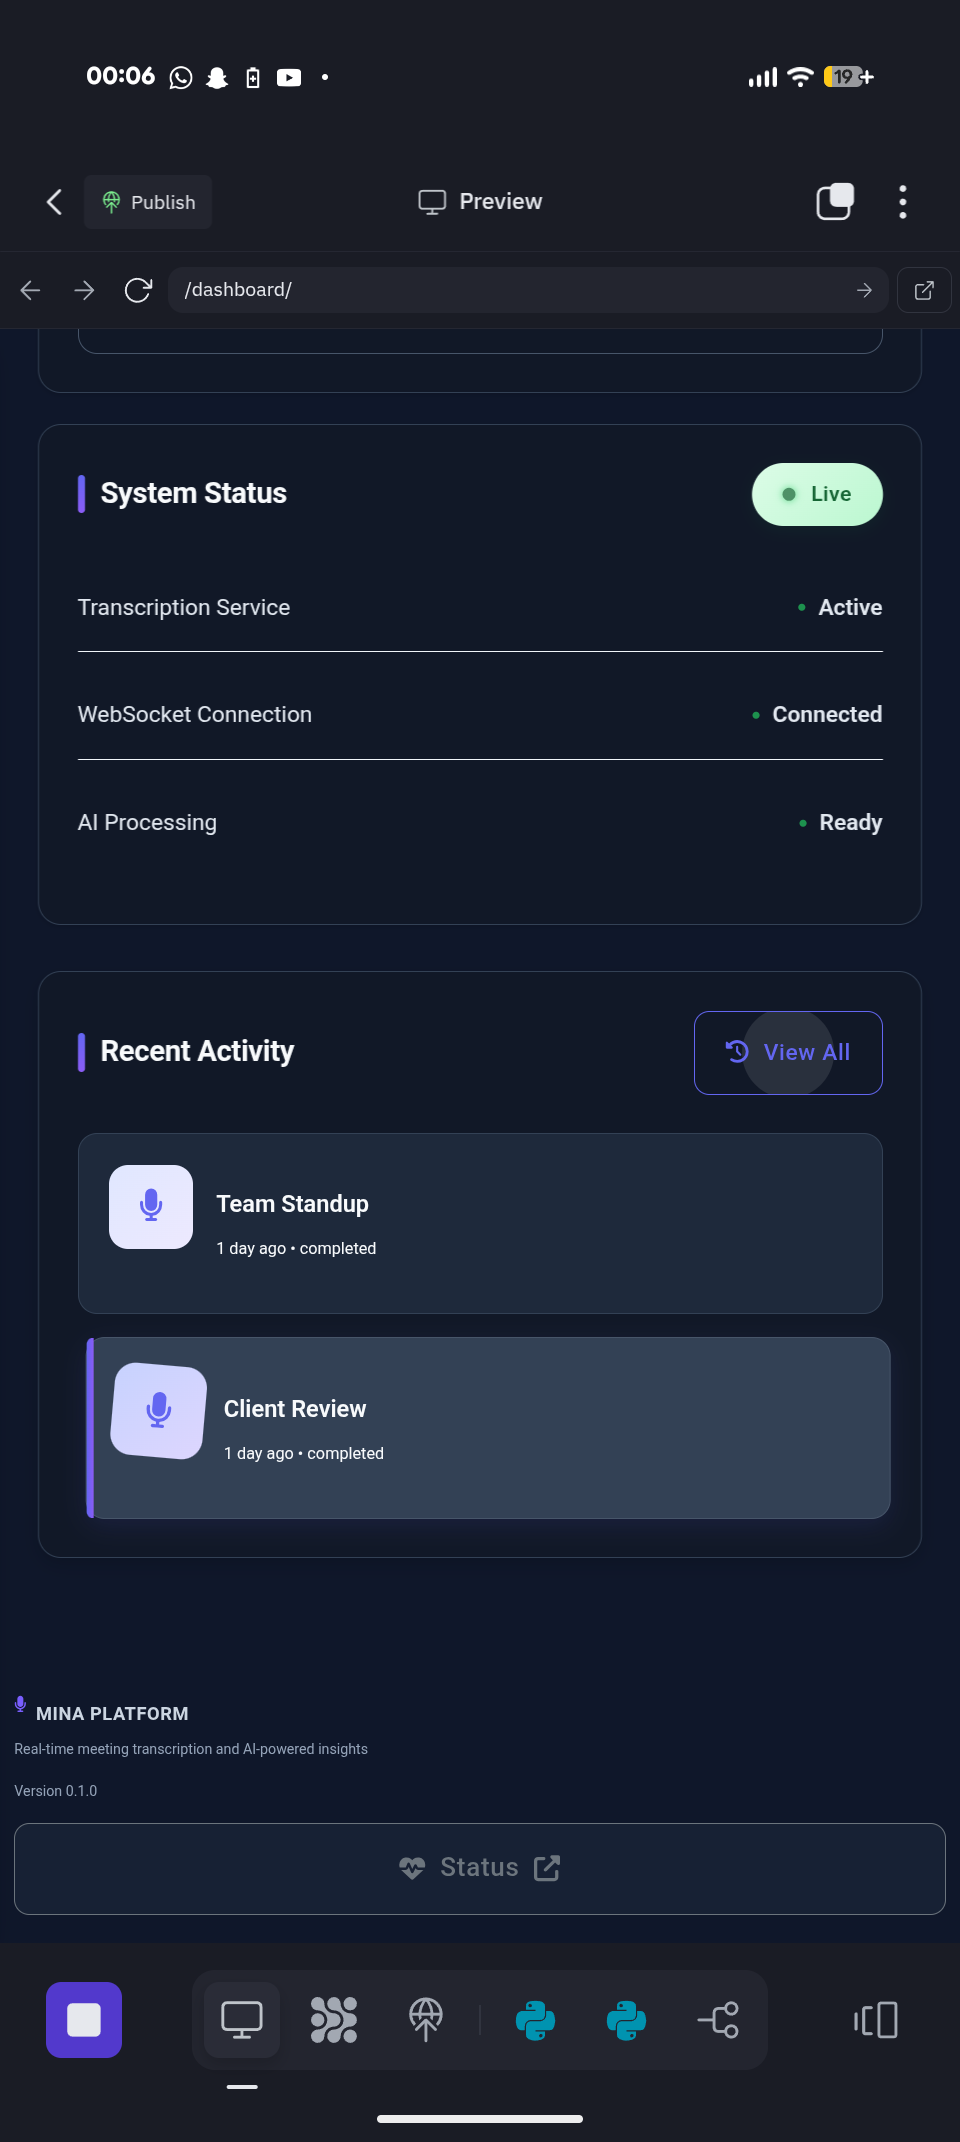 00:06
19
Publish
Preview
/dashboard/
System Status
Live
Transcription Service
Active
WebSocket Connection
Connected
AI Processing
Ready
Recent Activity
View All
Team Standup
1 day ago • completed
Client Review
1 day ago • completed
MINA PLATFORM
Real-time meeting transcription and AI-powered insights
Version 0.1.0
Status